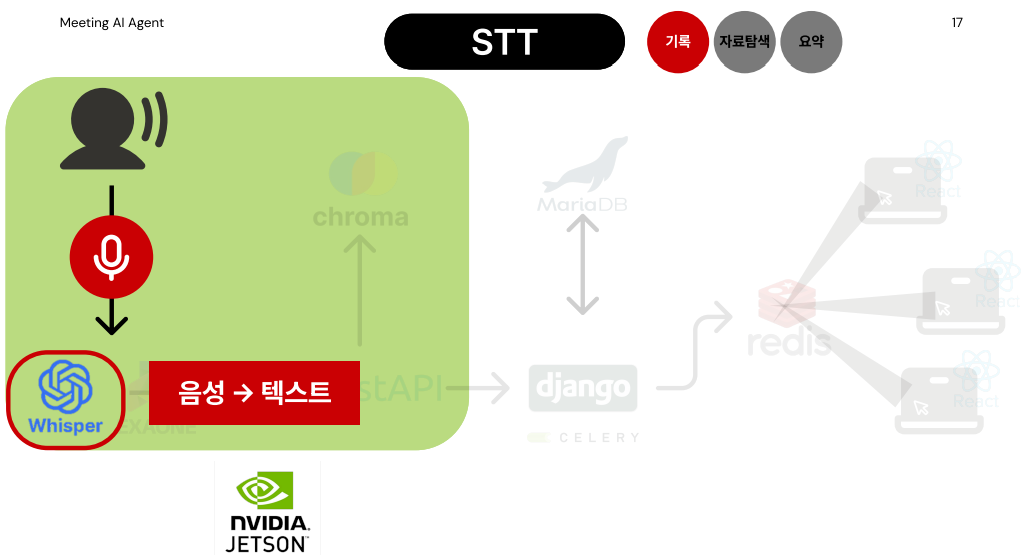 Meeting AI Agent
STT
기록
자료탐색
요약
17
chroma
MariaDB
React
React
React
redis
Whisper
음성 → 텍스트
stAPI
EXAONE
django
CELERY
NVIDIA.
JETSON